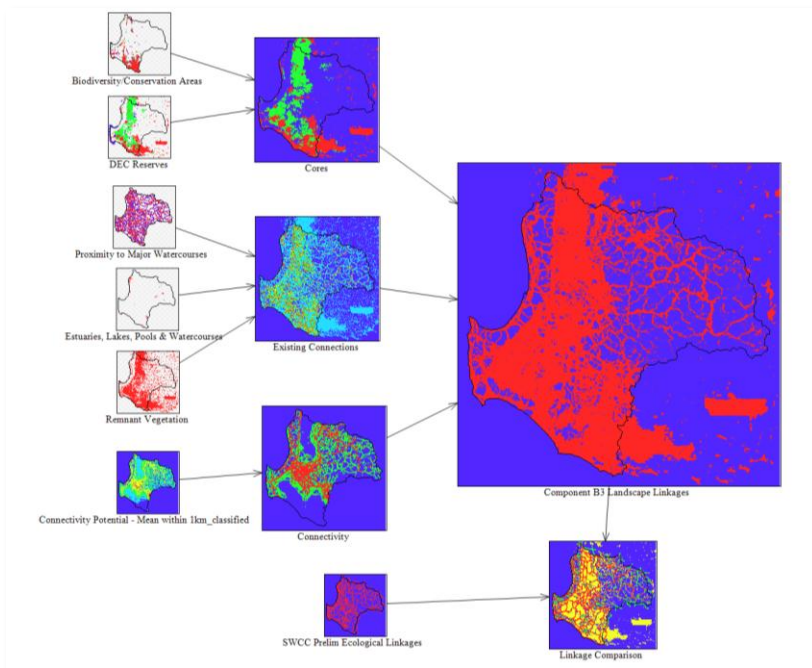 Biodiversity/Conservation Areas
DEC Reserves
Cores
Proximity to Major Watercourses
Estuaries, Lakes, Pools & Watercourses
Existing Connections
Remnant Vegetation
Component B3 Landscape Linkages
Connectivity Potential - Mean within 1km_classified
Connectivity
SWCC Prelim Ecological Linkages
Linkage Comparison